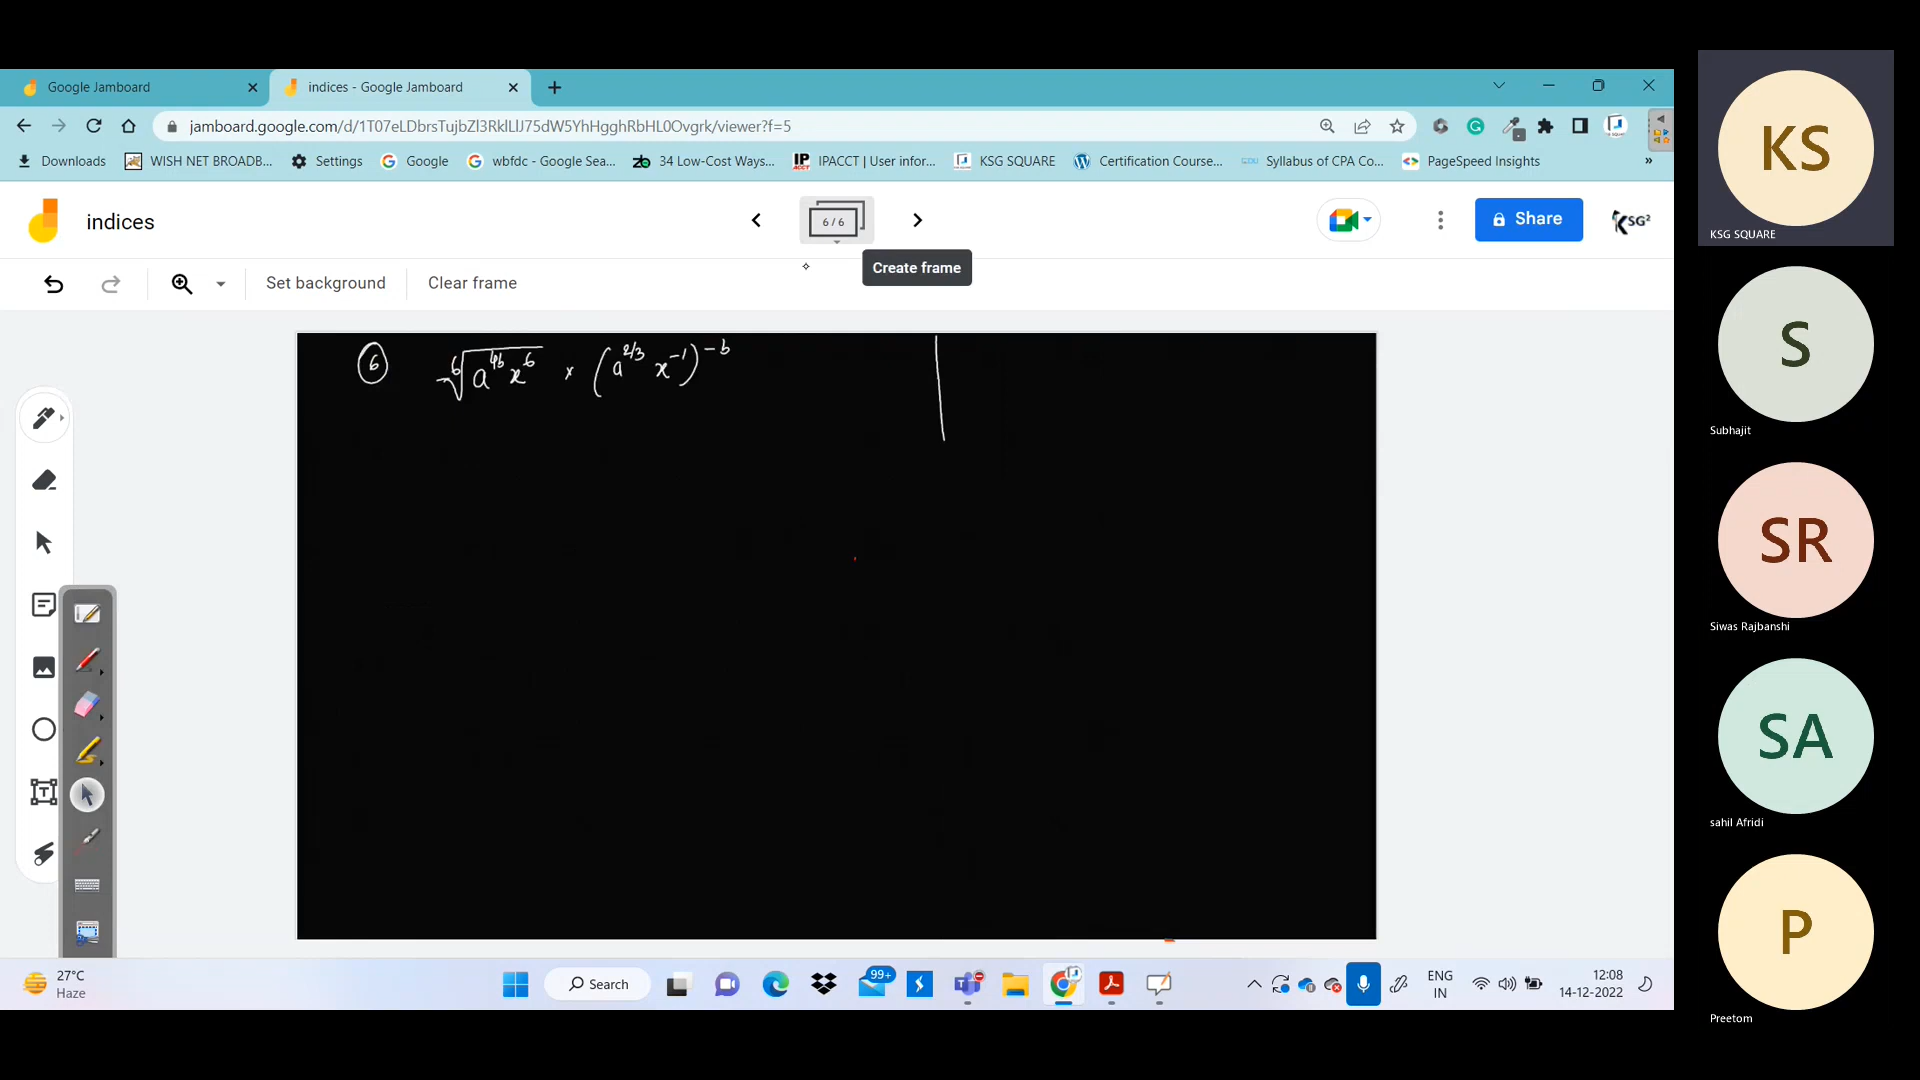 Google Jamboard
indices - Google Jamboard
jamboard.google.com/d/1T07eLDbrsTujbZl3RklLlJ75dW5YhHgghRbHL0Ovgrk/viewer?f=5
Downloads WISH NET BROADB... Settings Google wbfdc - Google Sea... 34 Low-Cost Ways... IPACCT | User infor... KSG SQUARE Certification Course... Syllabus of CPA Co... PageSpeed Insights »
indices
6 / 6
Share
KSG²
Create frame
Set background
Clear frame
⑥ ⁶√(a^{4b} x^6) × (a^{2/3} x^{-1})^{-b}
KS
KSG SQUARE
S
Subhajit
SR
Siwas Rajbanshi
SA
sahil Afridi
P
Preetom
27°C
Haze
Search
99+
ENG
IN
12:08
14-12-2022